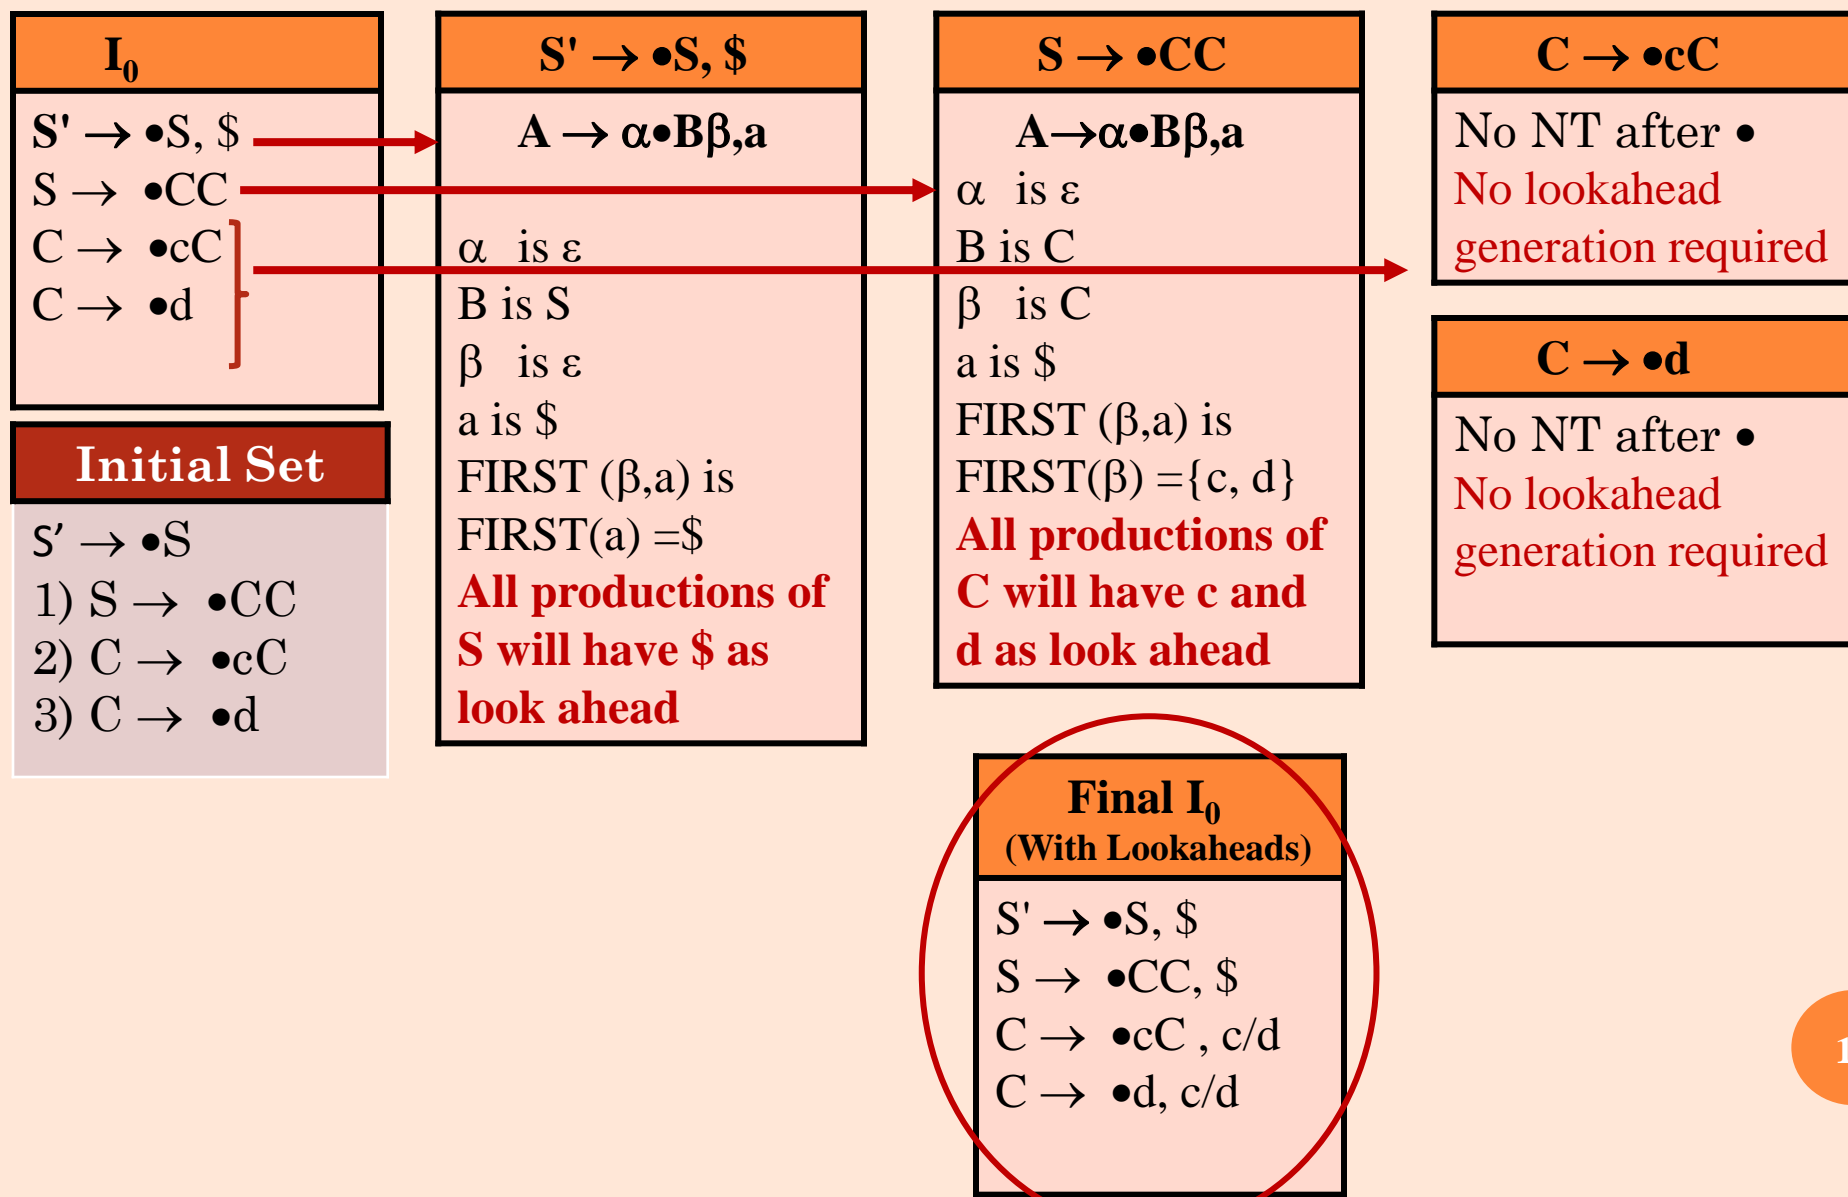 I₀
S' → •S, $
S → •CC
C → •cC
C → •d
Initial Set
S′ → •S
1) S → •CC
2) C → •cC
3) C → •d
S' → •S, $
A → α•Bβ,a
α is ε
B is S
β is ε
a is $
FIRST (β,a) is
FIRST(a) =$
All productions of
S will have $ as
look ahead
S → •CC
A→α•Bβ,a
α is ε
B is C
β is C
a is $
FIRST (β,a) is
FIRST(β) ={c, d}
All productions of
C will have c and
d as look ahead
C → •cC
No NT after •
No lookahead
generation required
C → •d
No NT after •
No lookahead
generation required
Final I₀
(With Lookaheads)
S' → •S, $
S → •CC, $
C → •cC , c/d
C → •d, c/d